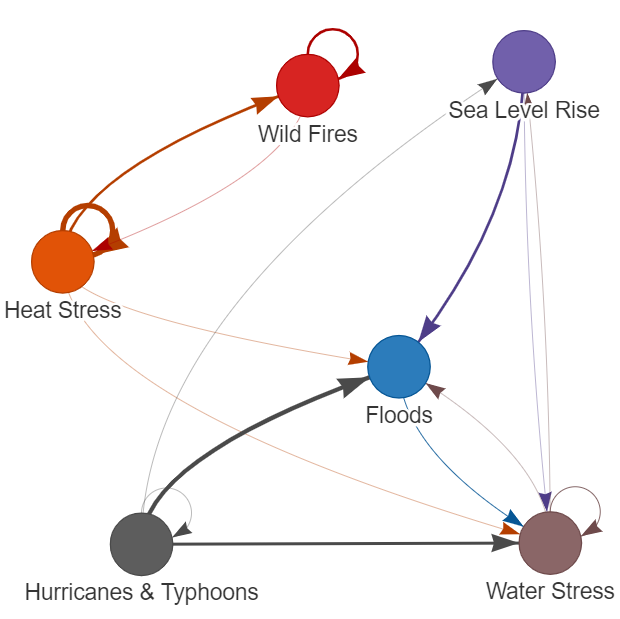 Sea Level Rise
Wild Fires
Heat Stress
Floods
Hurricanes & Typhoons
Water Stress